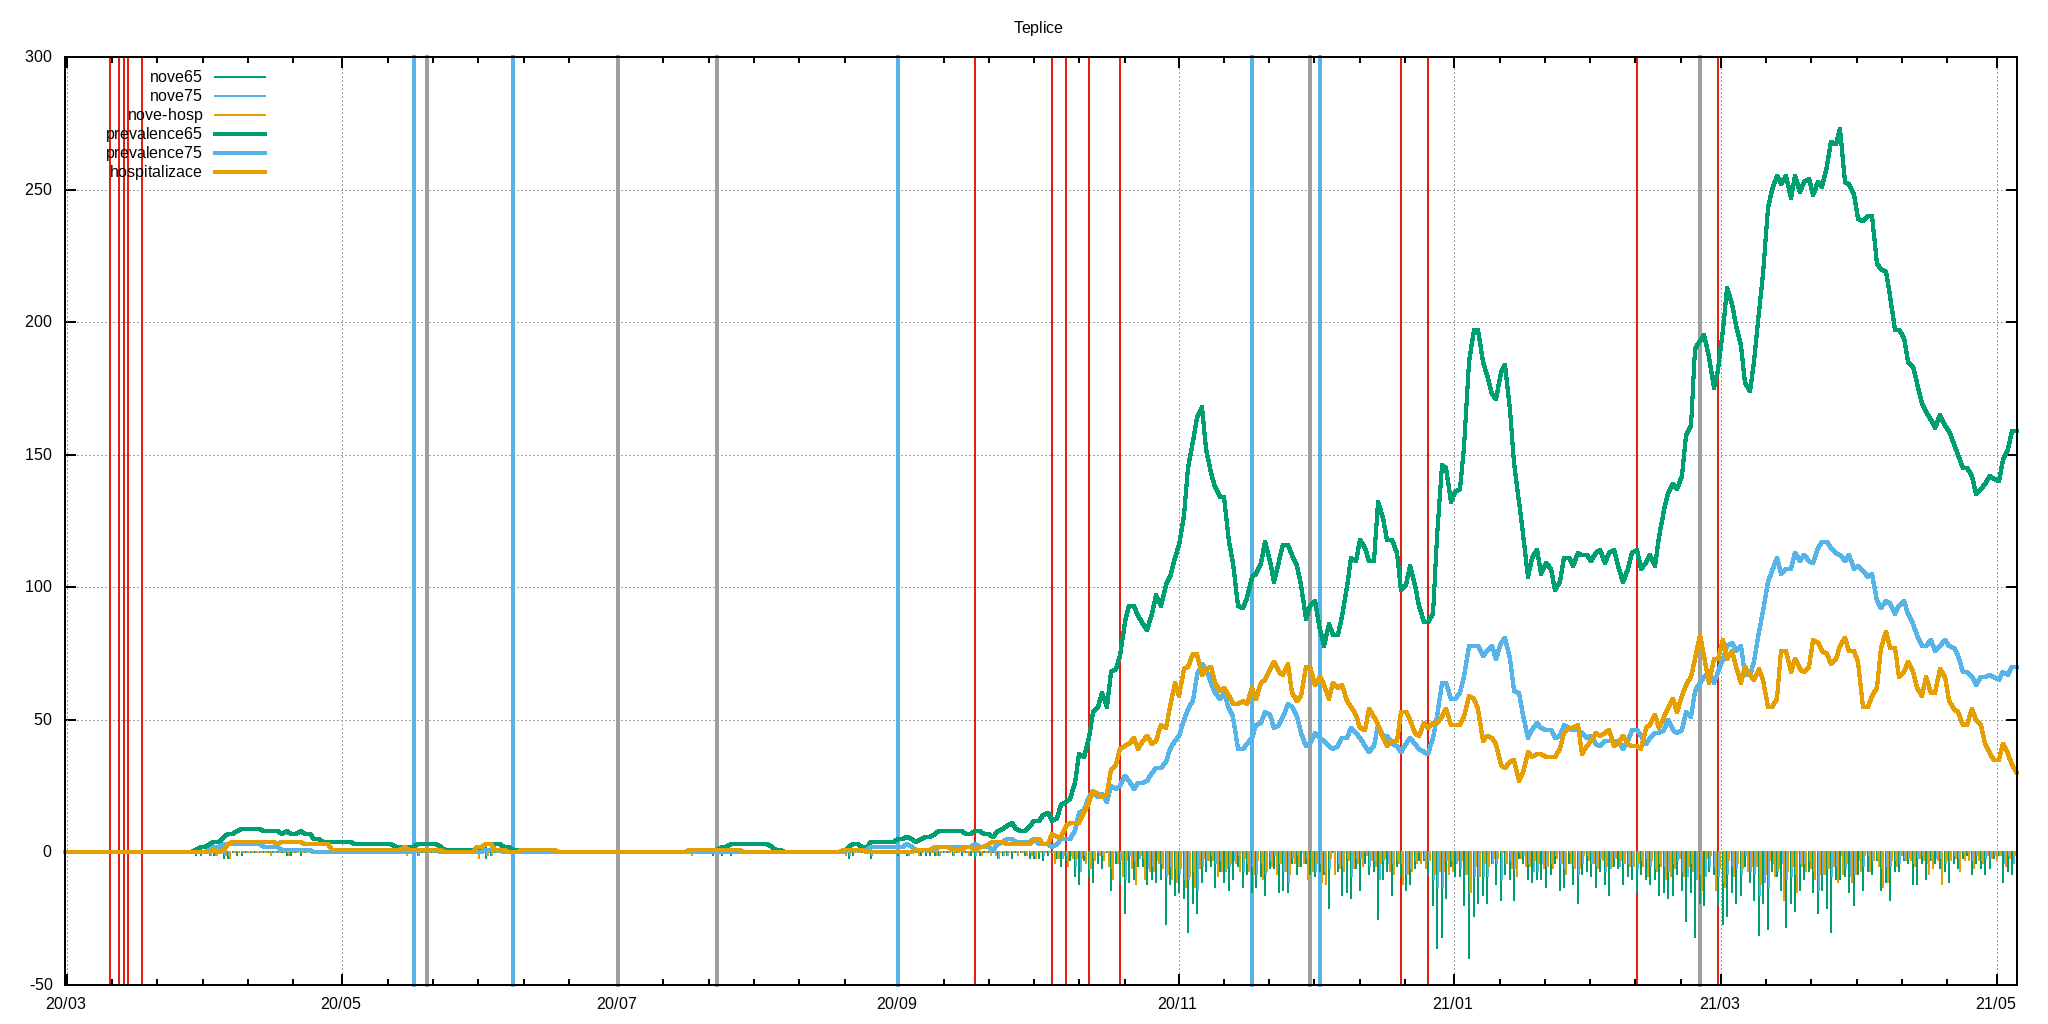 Teplice
300
nove65
nove75
nove-hosp
prevalence65
prevalence75
hospitalizace
250
200
150
100
50
0
-50
20/03 20/05 20/07 20/09 20/11 21/01 21/03 21/05